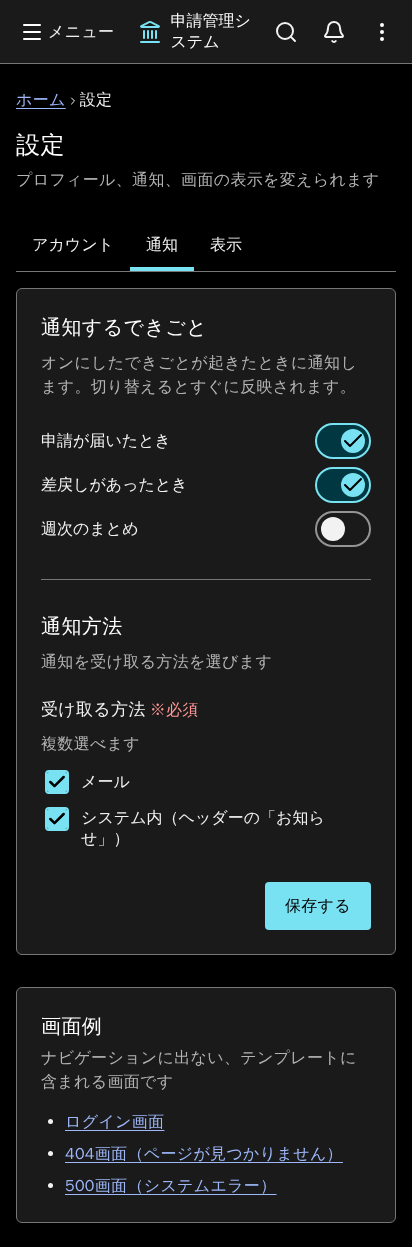 メニュー
申請管理シ
ステム
ホーム › 設定
設定
プロフィール、通知、画面の表示を変えられます
アカウント 通知 表示
通知するできごと
オンにしたできごとが起きたときに通知し
ます。切り替えるとすぐに反映されます。
申請が届いたとき
差戻しがあったとき
週次のまとめ
通知方法
通知を受け取る方法を選びます
受け取る方法 ※必須
複数選べます
メール
システム内（ヘッダーの「お知ら
せ」）
保存する
画面例
ナビゲーションに出ない、テンプレートに
含まれる画面です
ログイン画面
404画面（ページが見つかりません）
500画面（システムエラー）